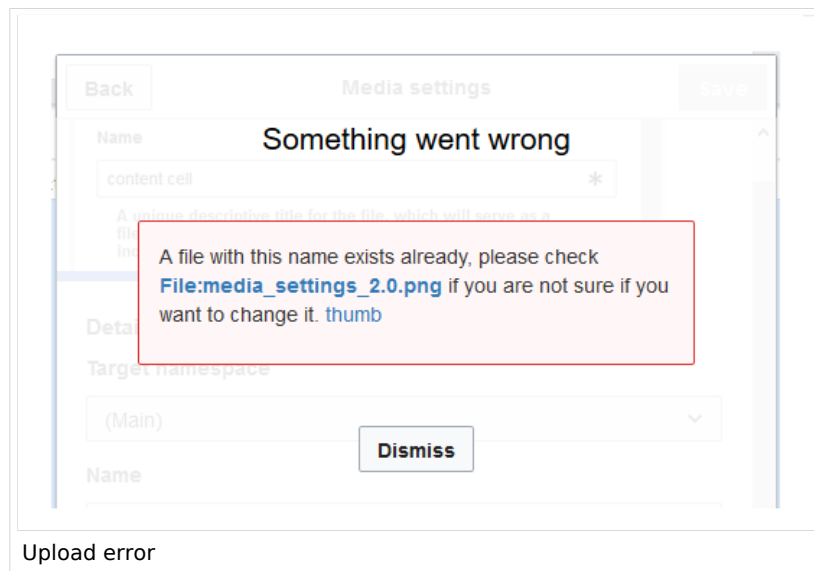 Back
Media settings
Save
Name
Something went wrong
content cell
A unique descriptive title for the file, which will serve as a
A file with this name exists already, please check
File:media_settings_2.0.png if you are not sure if you
want to change it. thumb
Target namespace
(Main)
Dismiss
Name
Upload error